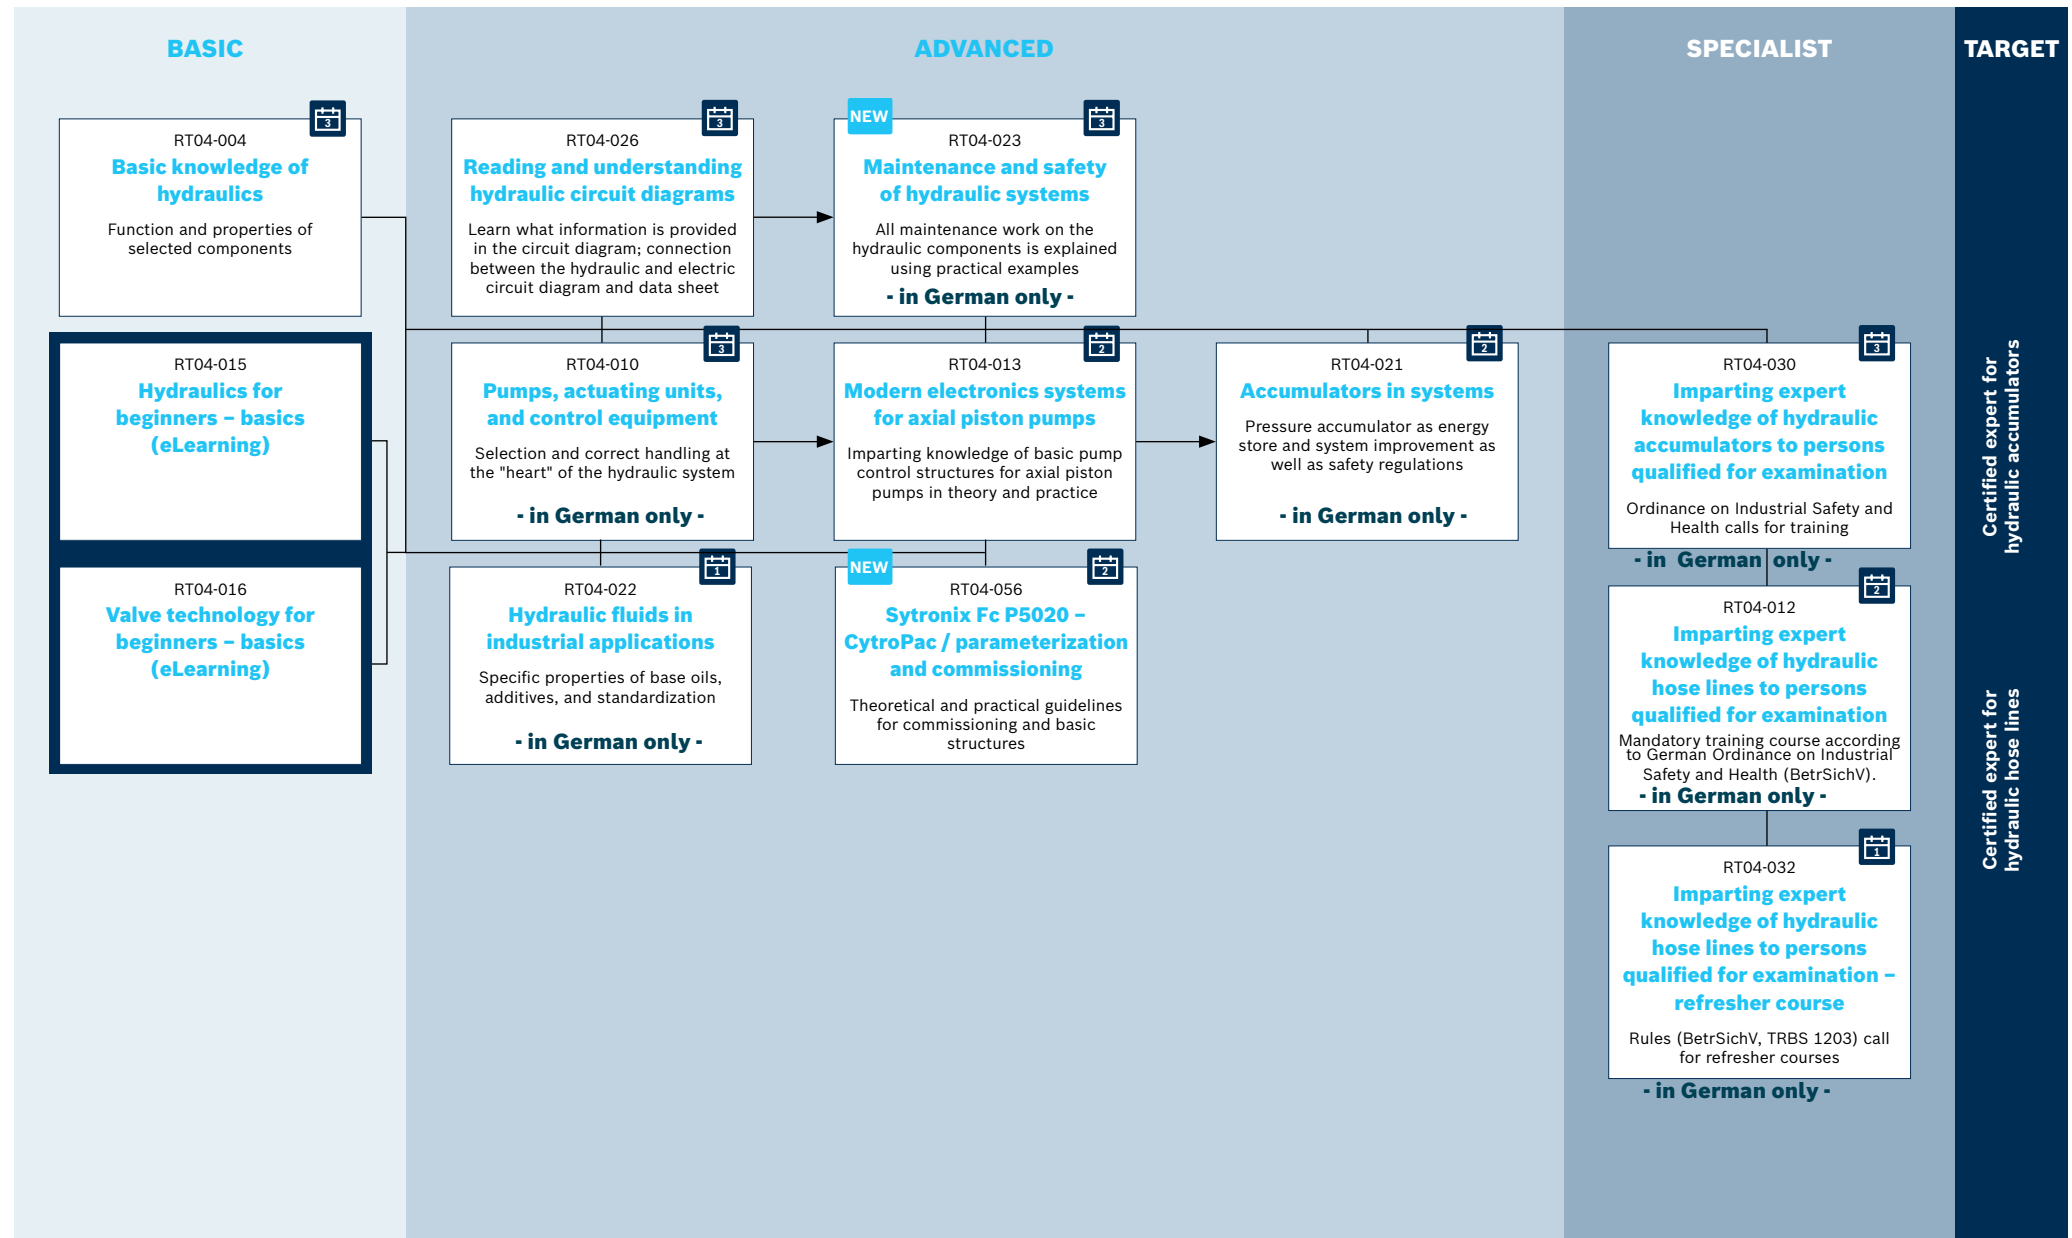 BASIC
ADVANCED
SPECIALIST
TARGET
3
RT04-004
Basic knowledge of
hydraulics
Function and properties of
selected components
3
RT04-026
Reading and understanding
hydraulic circuit diagrams
Learn what information is provided
in the circuit diagram; connection
between the hydraulic and electric
circuit diagram and data sheet
NEW
3
RT04-023
Maintenance and safety
of hydraulic systems
All maintenance work on the
hydraulic components is explained
using practical examples
- in German only -
RT04-015
Hydraulics for
beginners – basics
(eLearning)
3
RT04-010
Pumps, actuating units,
and control equipment
Selection and correct handling at
the "heart" of the hydraulic system
- in German only -
2
RT04-013
Modern electronics systems
for axial piston pumps
Imparting knowledge of basic pump
control structures for axial piston
pumps in theory and practice
2
RT04-021
Accumulators in systems
Pressure accumulator as energy
store and system improvement as
well as safety regulations
- in German only -
3
RT04-030
Imparting expert
knowledge of hydraulic
accumulators to persons
qualified for examination
Ordinance on Industrial Safety and
Health calls for training
- in German only -
Certified expert for
hydraulic accumulators
RT04-016
Valve technology for
beginners – basics
(eLearning)
1
RT04-022
Hydraulic fluids in
industrial applications
Specific properties of base oils,
additives, and standardization
- in German only -
NEW
2
RT04-056
Sytronix Fc P5020 –
CytroPac / parameterization
and commissioning
Theoretical and practical guidelines
for commissioning and basic
structures
2
RT04-012
Imparting expert
knowledge of hydraulic
hose lines to persons
qualified for examination
Mandatory training course according
to German Ordinance on Industrial
Safety and Health (BetrSichV).
- in German only -
Certified expert for
hydraulic hose lines
1
RT04-032
Imparting expert
knowledge of hydraulic
hose lines to persons
qualified for examination –
refresher course
Rules (BetrSichV, TRBS 1203) call
for refresher courses
- in German only -